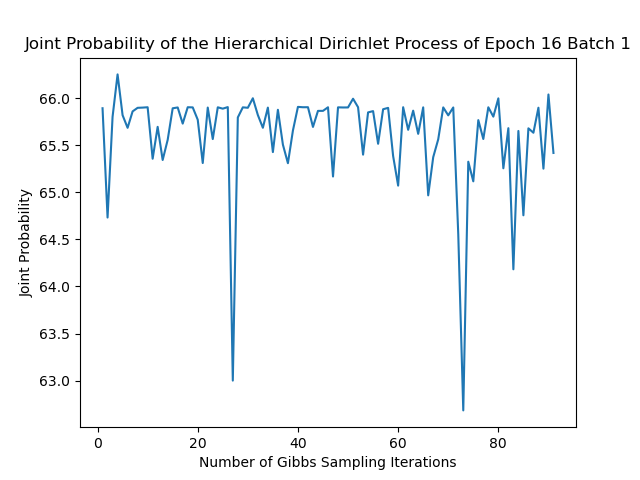 Joint Probability of the Hierarchical Dirichlet Process of Epoch 16 Batch 1
66.0
65.5
65.0
64.5
64.0
63.5
63.0
Joint Probability
0 20 40 60 80
Number of Gibbs Sampling Iterations